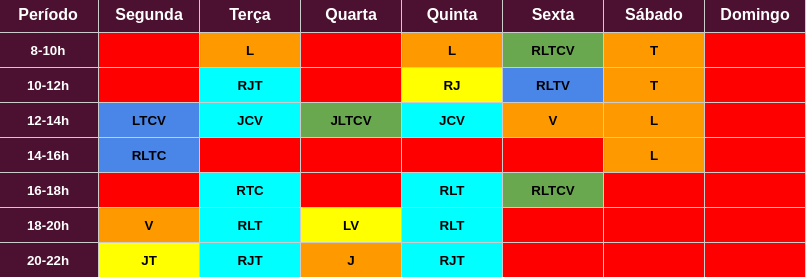 Período Segunda Terça Quarta Quinta Sexta Sábado Domingo
8-10h L L RLTCV T
10-12h RJT RJ RLTV T
12-14h LTCV JCV JLTCV JCV V L
14-16h RLTC L
16-18h RTC RLT RLTCV
18-20h V RLT LV RLT
20-22h JT RJT J RJT